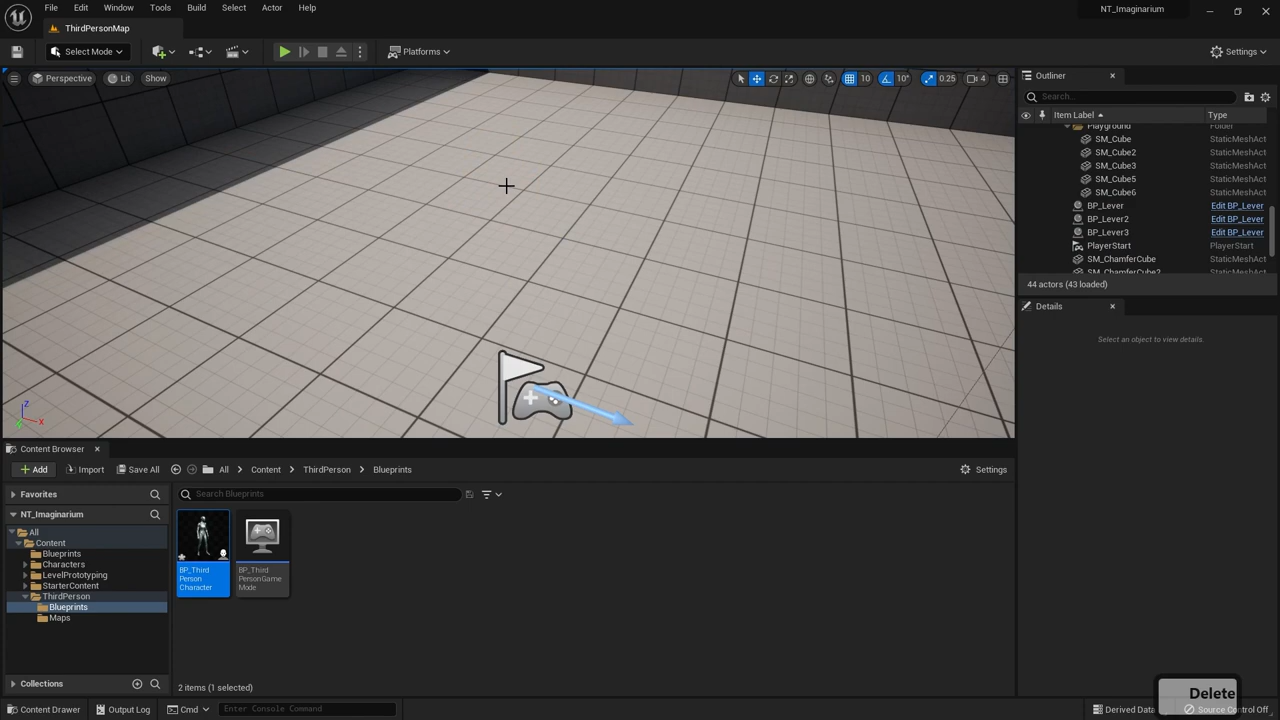 File Edit Window Tools Build Select Actor Help
NT_Imaginarium
ThirdPersonMap
Select Mode
Platforms
Settings
Perspective
Lit
Show
10
10°
0.25
4
Outliner
Search...
Item Label
Type
Playground
Folder
SM_Cube
StaticMeshAct
SM_Cube2
StaticMeshAct
SM_Cube3
StaticMeshAct
SM_Cube5
StaticMeshAct
SM_Cube6
StaticMeshAct
BP_Lever
Edit BP_Lever
BP_Lever2
Edit BP_Lever
BP_Lever3
Edit BP_Lever
PlayerStart
PlayerStart
SM_ChamferCube
StaticMeshAct
SM_ChamferCube2
StaticMeshAct
44 actors (43 loaded)
Details
Select an object to view details.
Z
X
Y
Content Browser
Add
Import
Save All
All
Content
ThirdPerson
Blueprints
Settings
Favorites
NT_Imaginarium
All
Content
Blueprints
Characters
LevelPrototyping
StarterContent
ThirdPerson
Blueprints
Maps
Collections
Search Blueprints
BP_Third
Person
Character
BP_Third
PersonGame
Mode
2 items (1 selected)
Delete
Content Drawer
Output Log
Cmd
Enter Console Command
Derived Data
Source Control Off